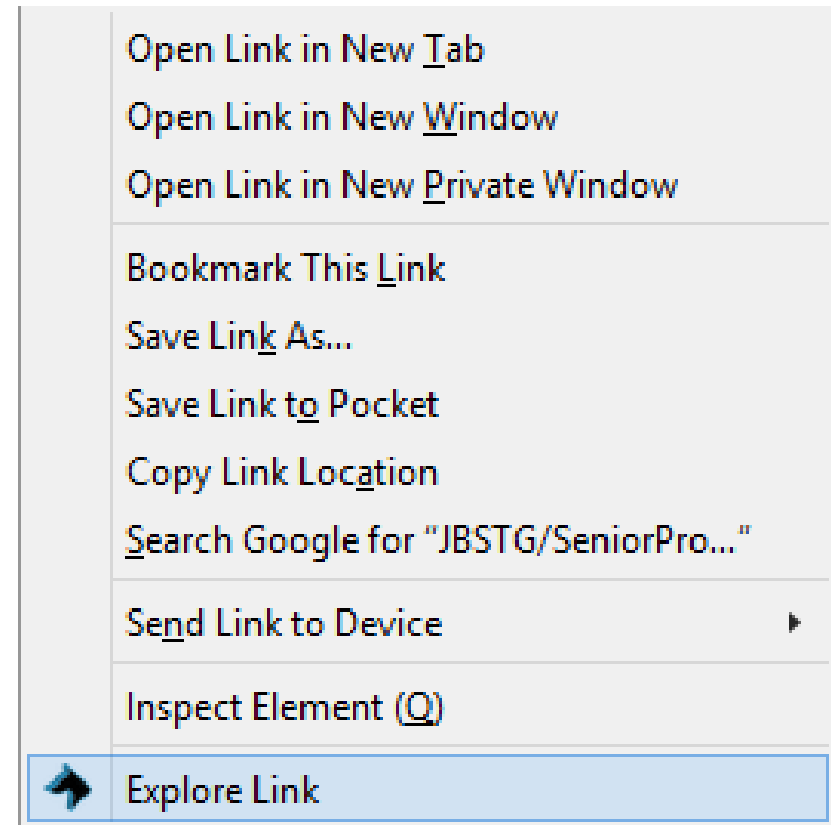 Open Link in New Tab
Open Link in New Window
Open Link in New Private Window
Bookmark This Link
Save Link As...
Save Link to Pocket
Copy Link Location
Search Google for "JBSTG/SeniorPro..."
Send Link to Device
Inspect Element (Q)
Explore Link